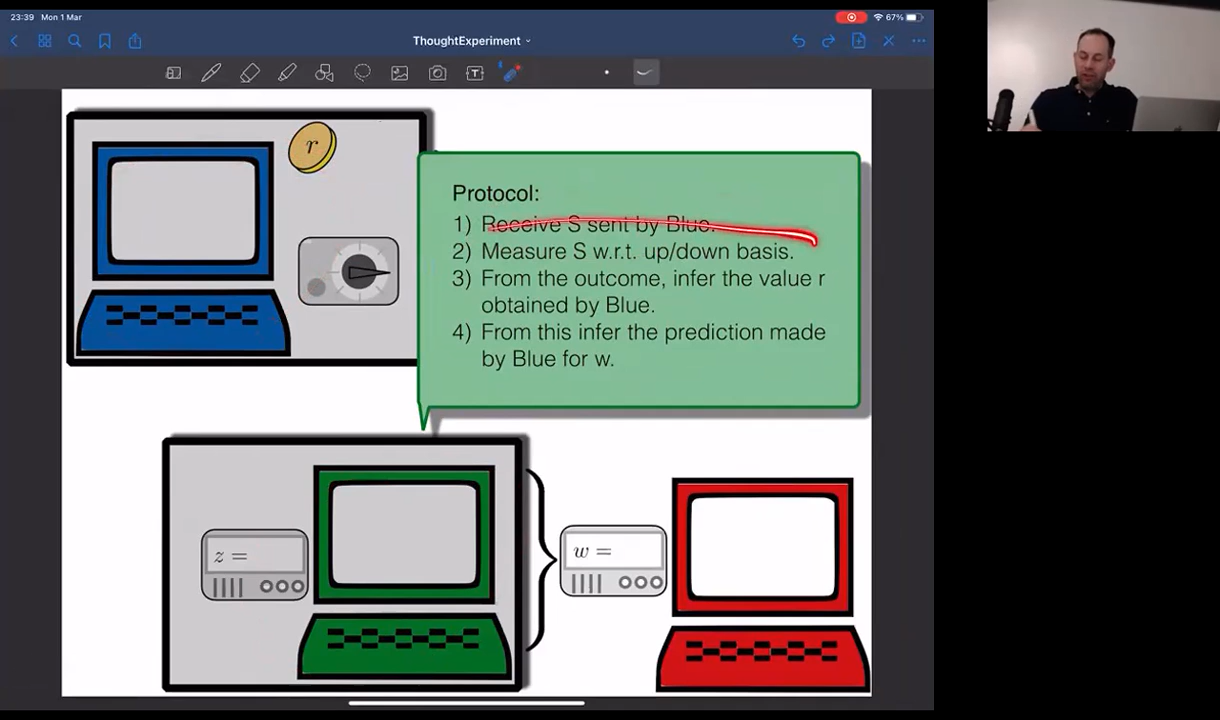 23:39 Mon 1 Mar
67%
ThoughtExperiment
T
r
Protocol:
1) Receive S sent by Blue.
2) Measure S w.r.t. up/down basis.
3) From the outcome, infer the value r
obtained by Blue.
4) From this infer the prediction made
by Blue for w.
z =
w =